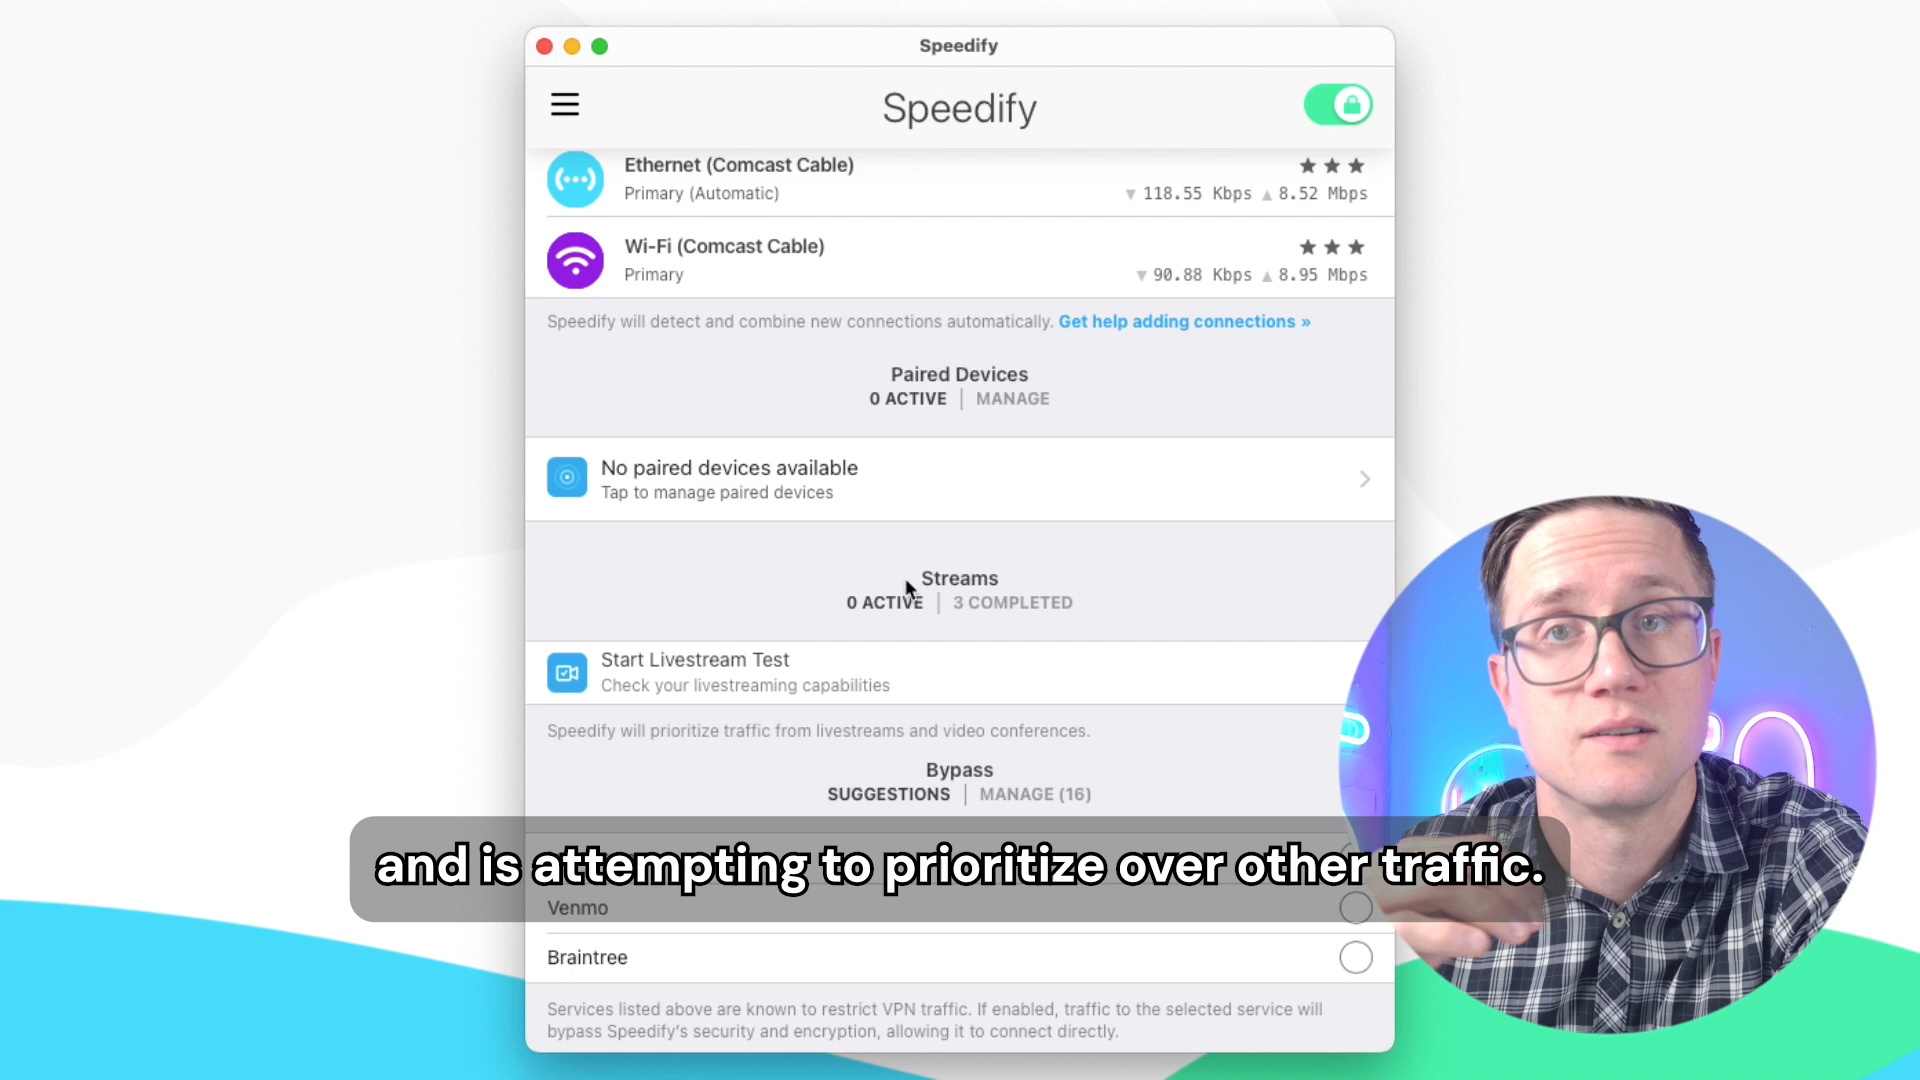 Speedify
Speedify
Ethernet (Comcast Cable)
Primary (Automatic)
118.55 Kbps 8.52 Mbps
Wi-Fi (Comcast Cable)
Primary
90.88 Kbps 8.95 Mbps
Speedify will detect and combine new connections automatically. Get help adding connections »
Paired Devices
0 ACTIVE | MANAGE
No paired devices available
Tap to manage paired devices
Streams
0 ACTIVE | 3 COMPLETED
Start Livestream Test
Check your livestreaming capabilities
Speedify will prioritize traffic from livestreams and video conferences.
Bypass
SUGGESTIONS | MANAGE (16)
and is attempting to prioritize over other traffic.
Venmo
Braintree
Services listed above are known to restrict VPN traffic. If enabled, traffic to the selected service will
bypass Speedify's security and encryption, allowing it to connect directly.